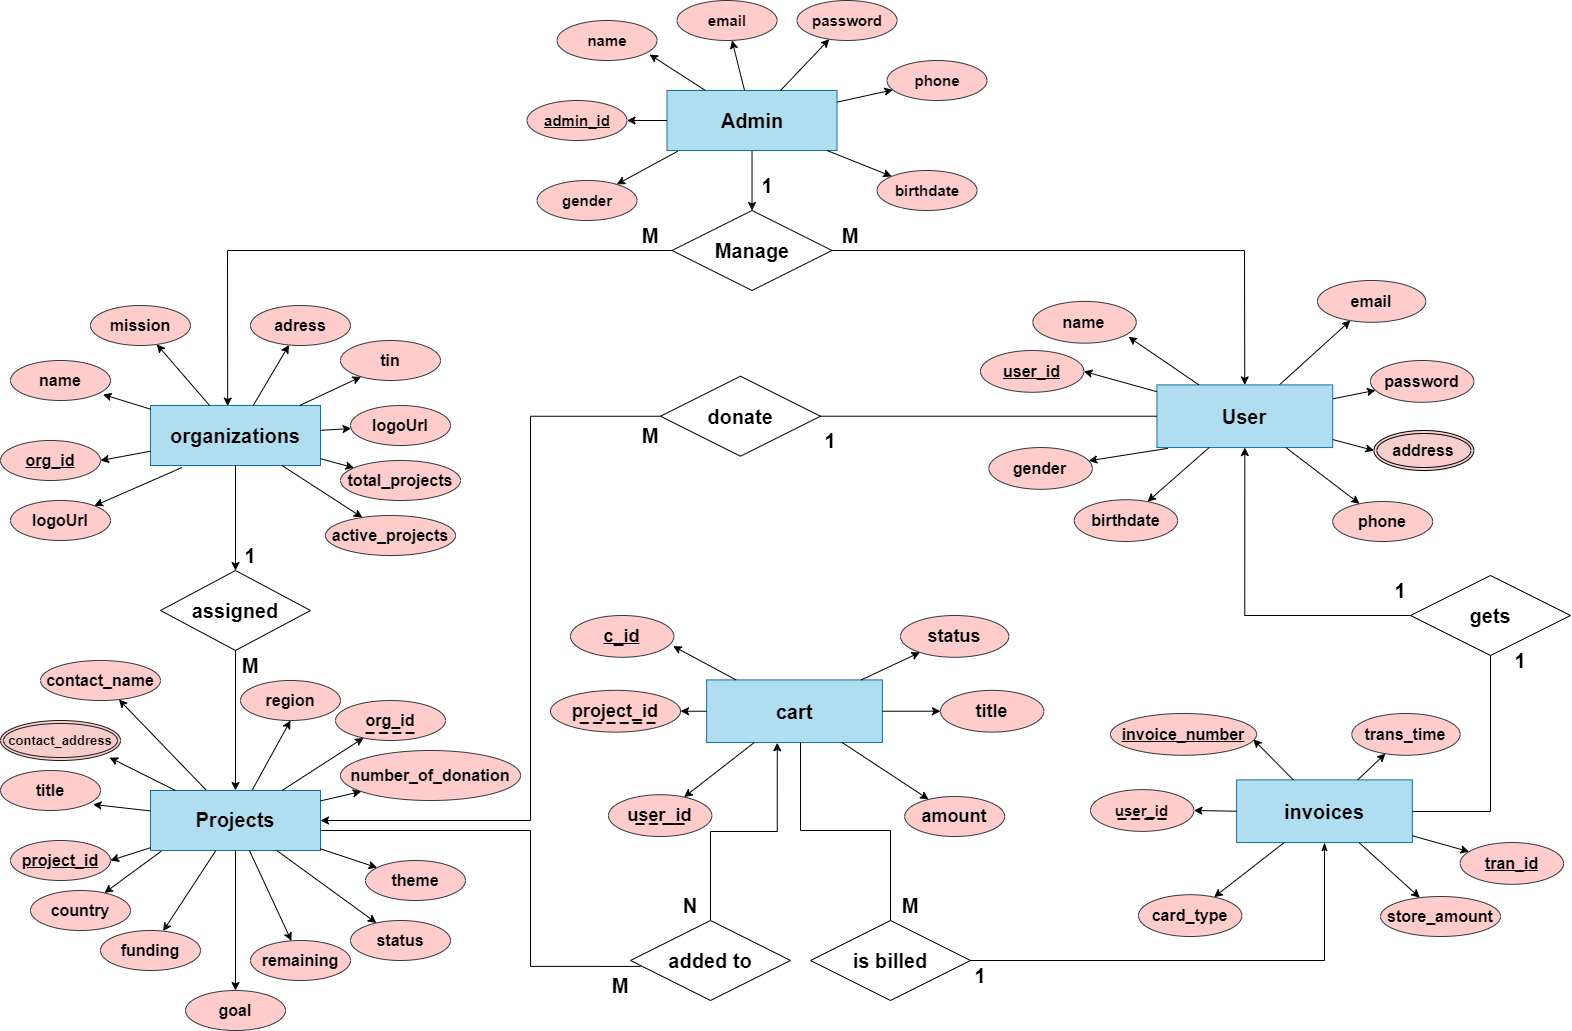 email
password
name
phone
admin_id
Admin
gender
birthdate
1
M
Manage
M
mission
adress
tin
name
logoUrl
organizations
org_id
total_projects
logoUrl
active_projects
name
email
user_id
password
User
address
gender
birthdate
phone
donate
M
1
1
assigned
M
1
gets
1
contact_name
region
org_id
contact_address
number_of_donation
title
Projects
project_id
theme
country
status
funding
remaining
goal
c_id
status
project_id
cart
title
user_id
amount
invoice_number
trans_time
user_id
invoices
tran_id
card_type
store_amount
N
added to
M
M
is billed
1